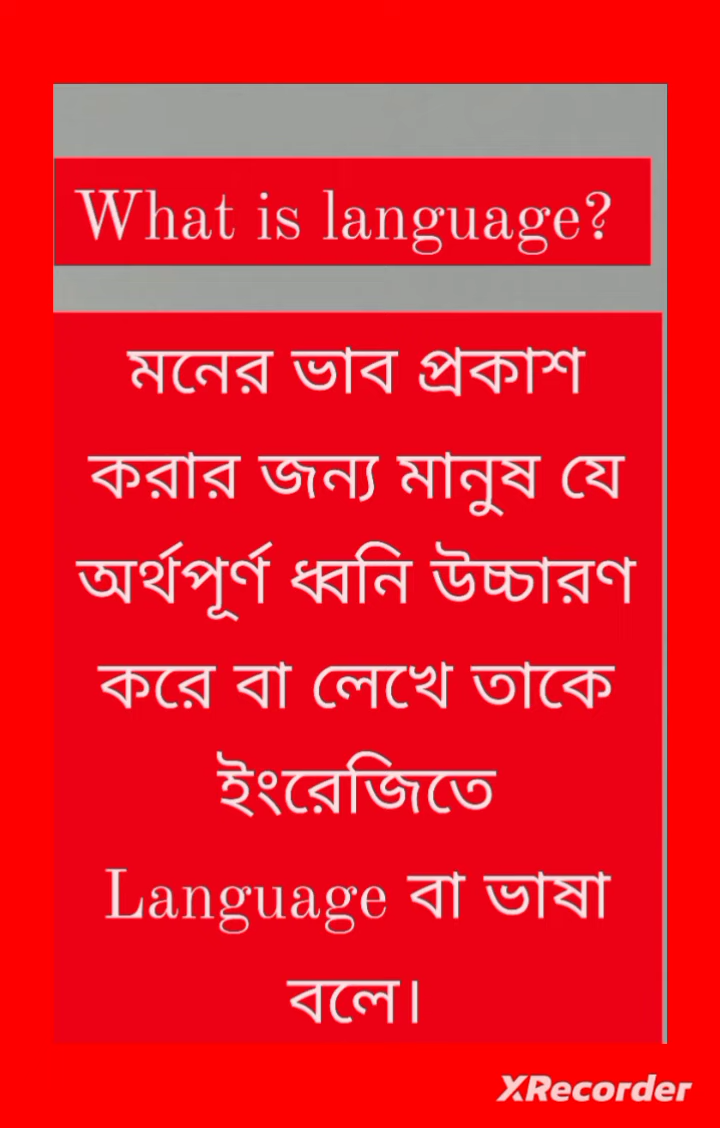 What is language?
মনের ভাব প্রকাশ
করার জন্য মানুষ যে
অর্থপূর্ণ ধ্বনি উচ্চারণ
করে বা লেখে তাকে
ইংরেজিতে
Language বা ভাষা
বলে।
XRecorder